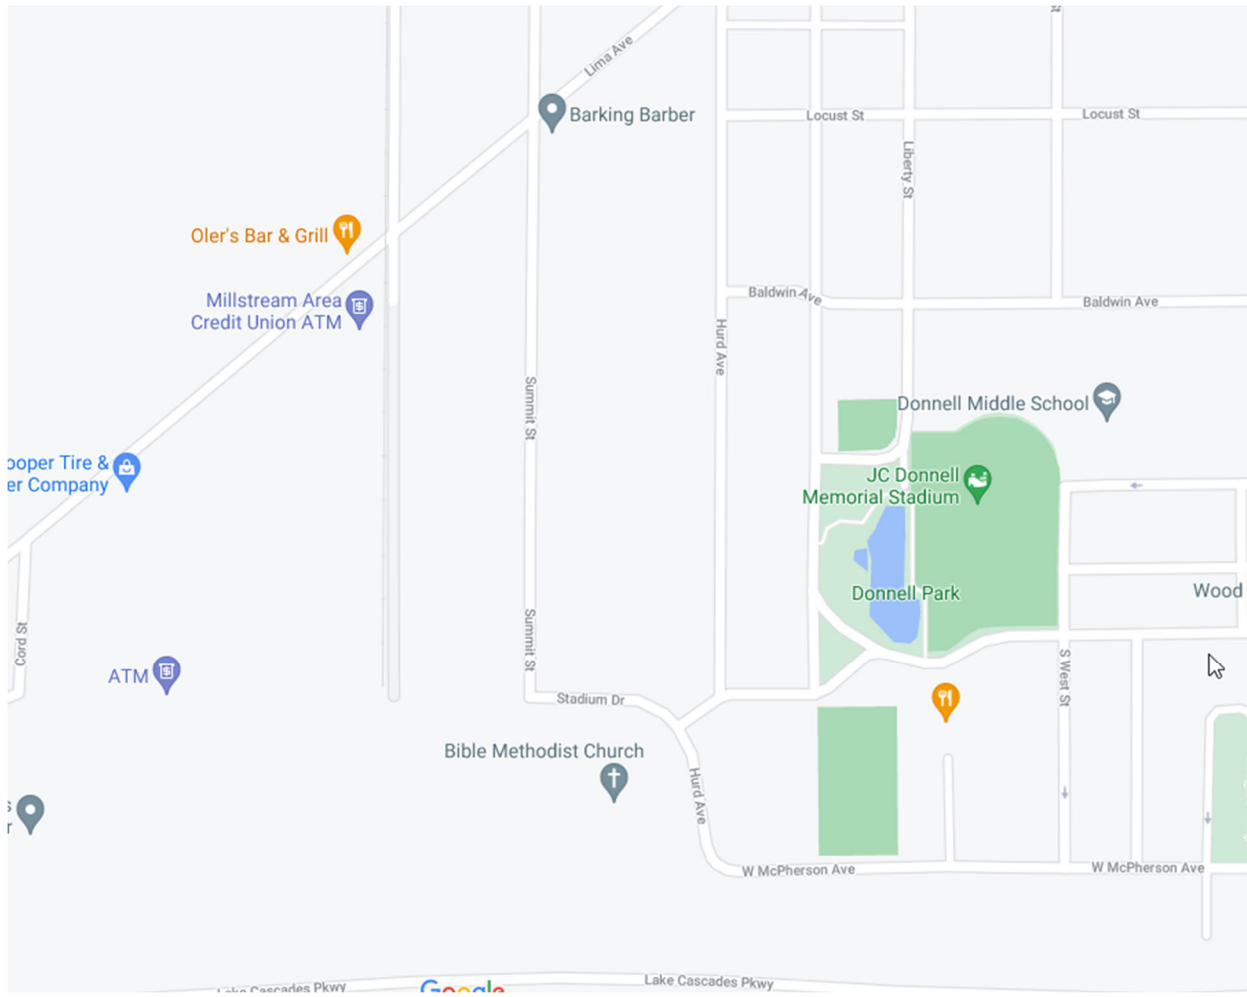 Lima Ave
Barking Barber
Locust St
Locust St
Liberty St
Oler's Bar & Grill
Millstream Area
Credit Union ATM
Baldwin Ave
Baldwin Ave
Hurd Ave
Summit St
Donnell Middle School
ooper Tire &
er Company
JC Donnell
Memorial Stadium
Donnell Park
Wood
Cord St
Summit St
ATM
S West St
Stadium Dr
Bible Methodist Church
Hurd Ave
s
r
W McPherson Ave
W McPherson Ave
Lake Cascades Pkwy
Google
Lake Cascades Pkwy